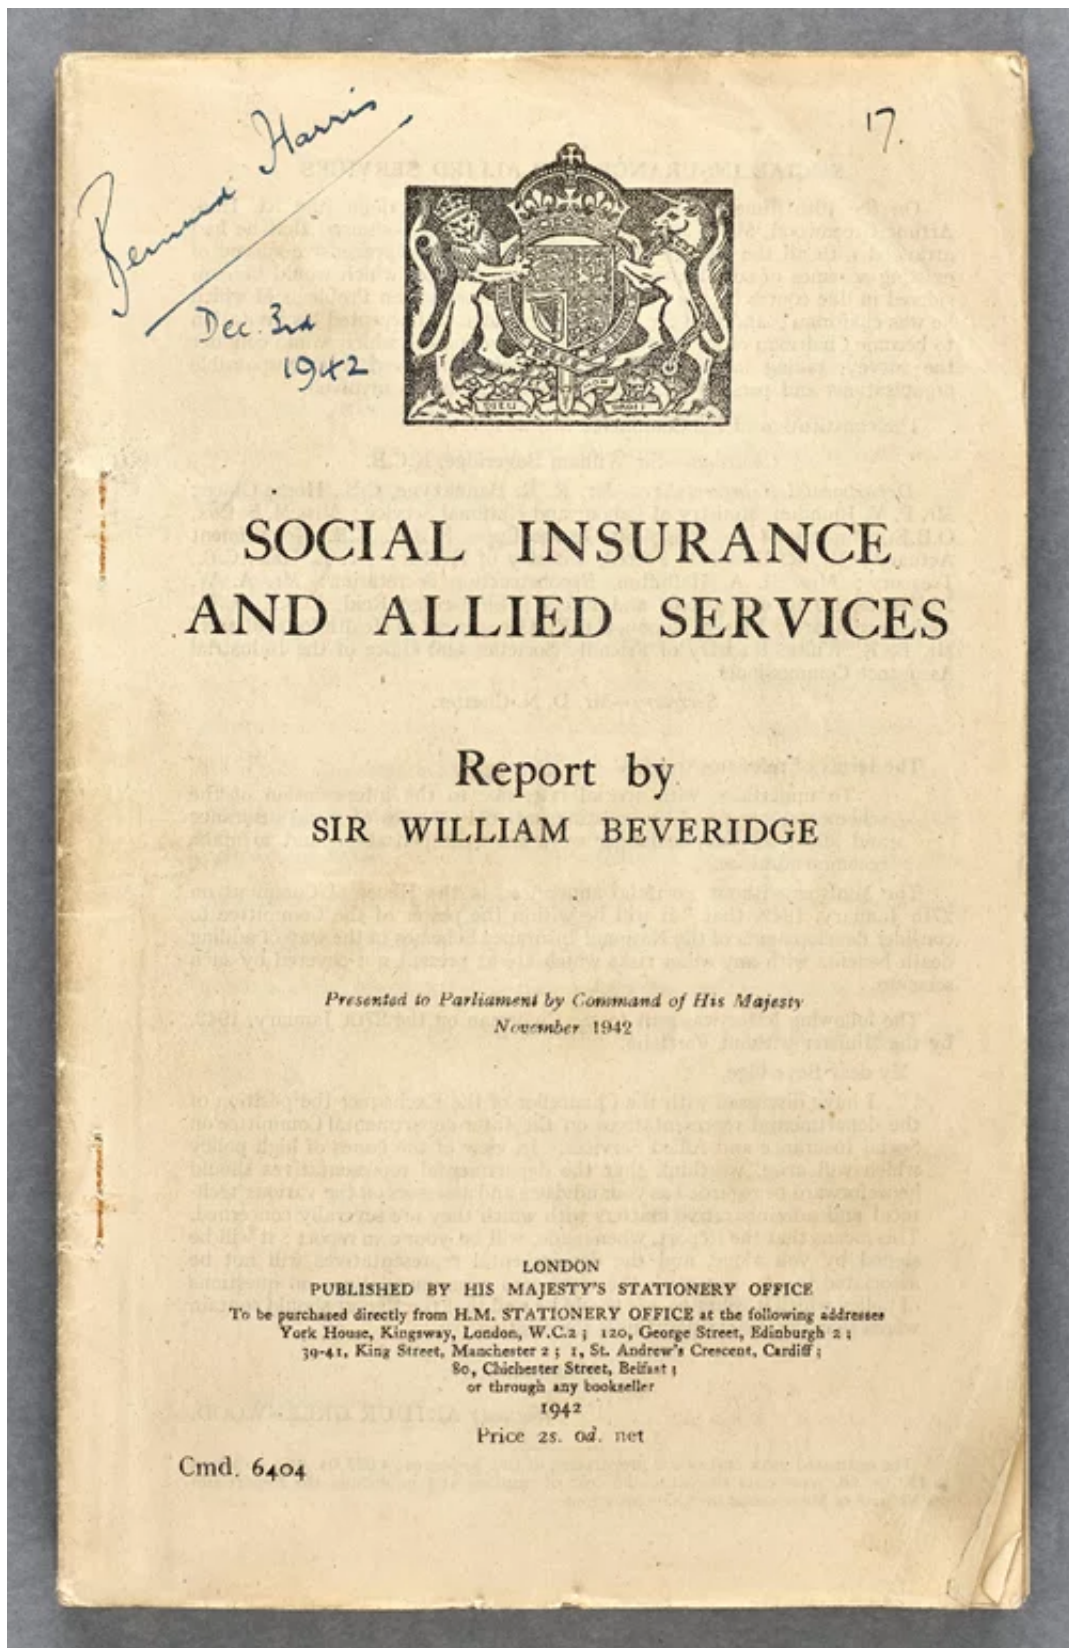 Bernard Harris
Dec. 3rd
1942
17.
SOCIAL INSURANCE
AND ALLIED SERVICES
Report by
SIR WILLIAM BEVERIDGE
Presented to Parliament by Command of His Majesty
November 1942
LONDON
PUBLISHED BY HIS MAJESTY'S STATIONERY OFFICE
To be purchased directly from H.M. STATIONERY OFFICE at the following addresses
York House, Kingsway, London, W.C.2 ; 120, George Street, Edinburgh 2 ;
39-41, King Street, Manchester 2 ; 1, St. Andrew's Crescent, Cardiff ;
80, Chichester Street, Belfast ;
or through any bookseller
1942
Price 2s. 0d. net
Cmd. 6404